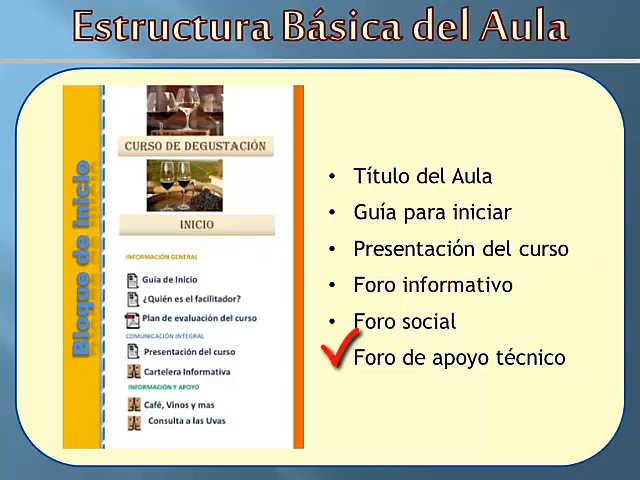 Estructura Básica del Aula
Bloque de inicio
CURSO DE DEGUSTACIÓN
INICIO
INFORMACIÓN GENERAL
Guía de Inicio
¿Quién es el facilitador?
Plan de evaluación del curso
COMUNICACIÓN INTEGRAL
Presentación del curso
Cartelera Informativa
INFORMACIÓN Y APOYO
Café, Vinos y mas
Consulta a las Uvas
• Título del Aula
• Guía para iniciar
• Presentación del curso
• Foro informativo
• Foro social
Foro de apoyo técnico